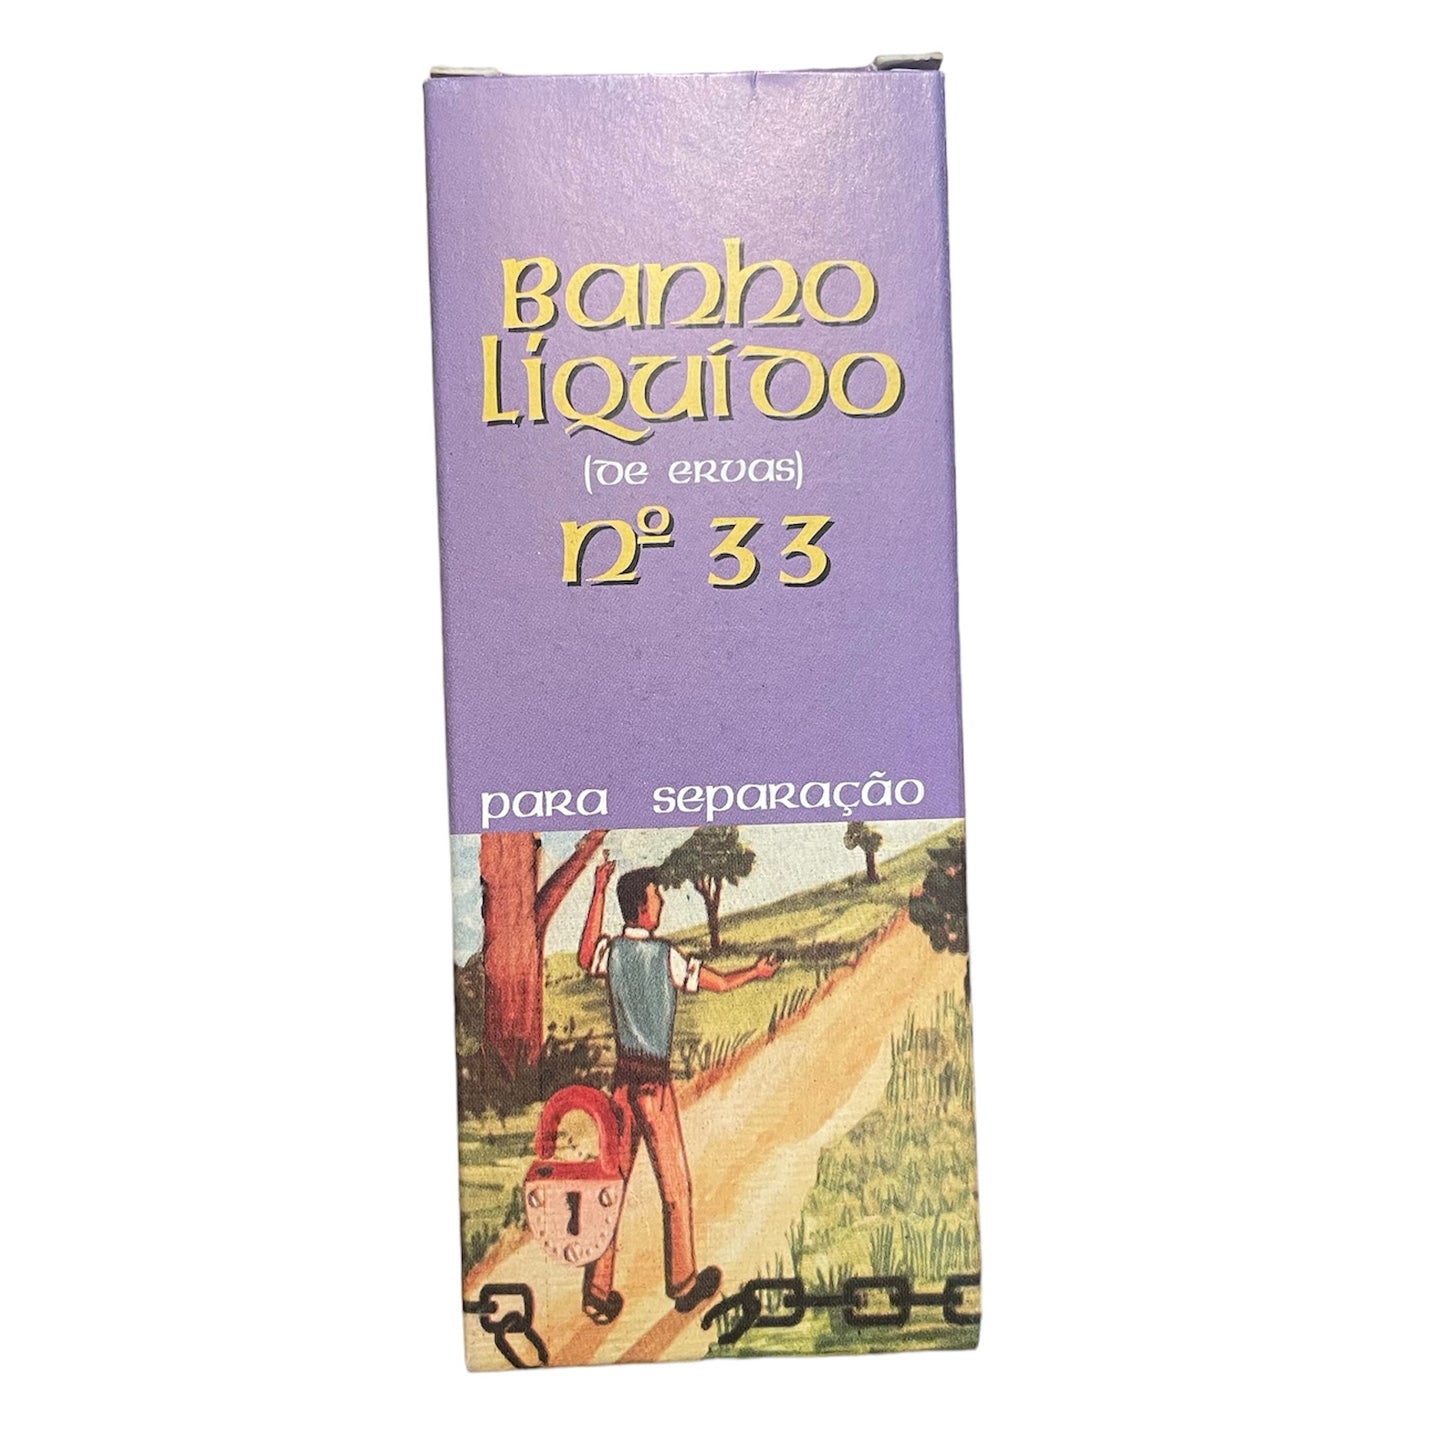 Banho
Líquido
(de ervas)
nº 33
para separação